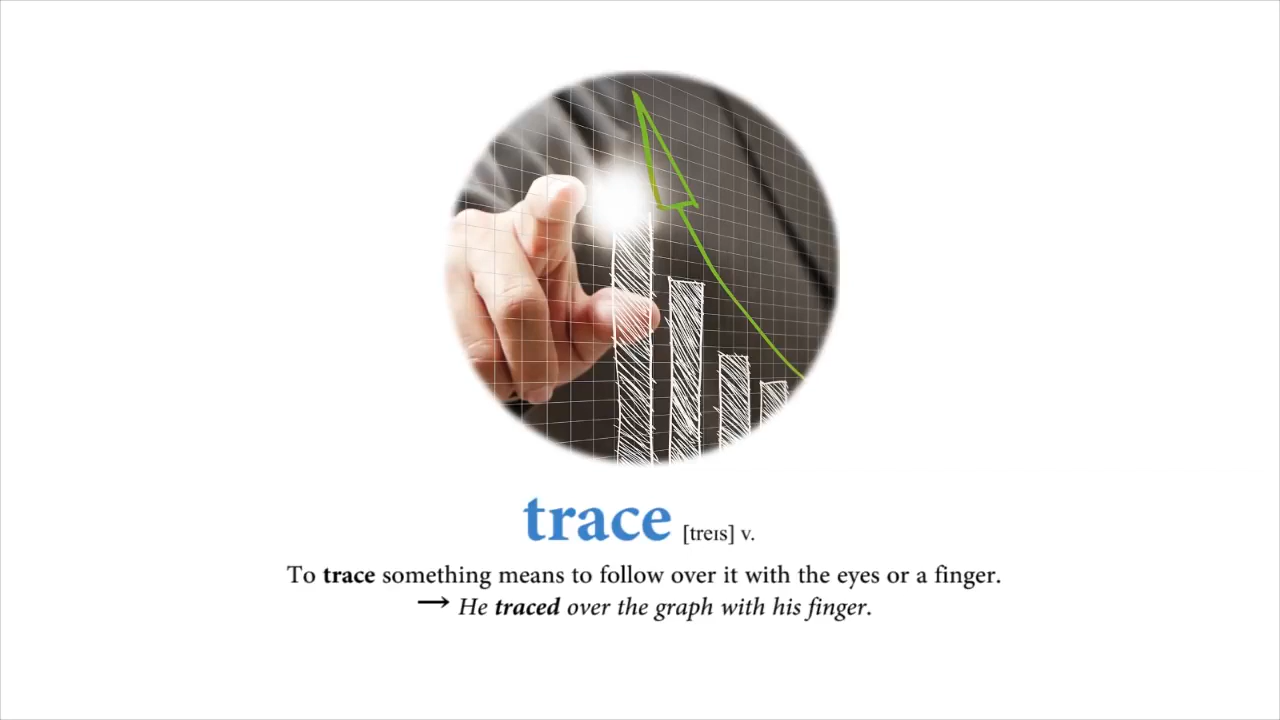 trace [treɪs] v.
To trace something means to follow over it with the eyes or a finger.
→ He traced over the graph with his finger.